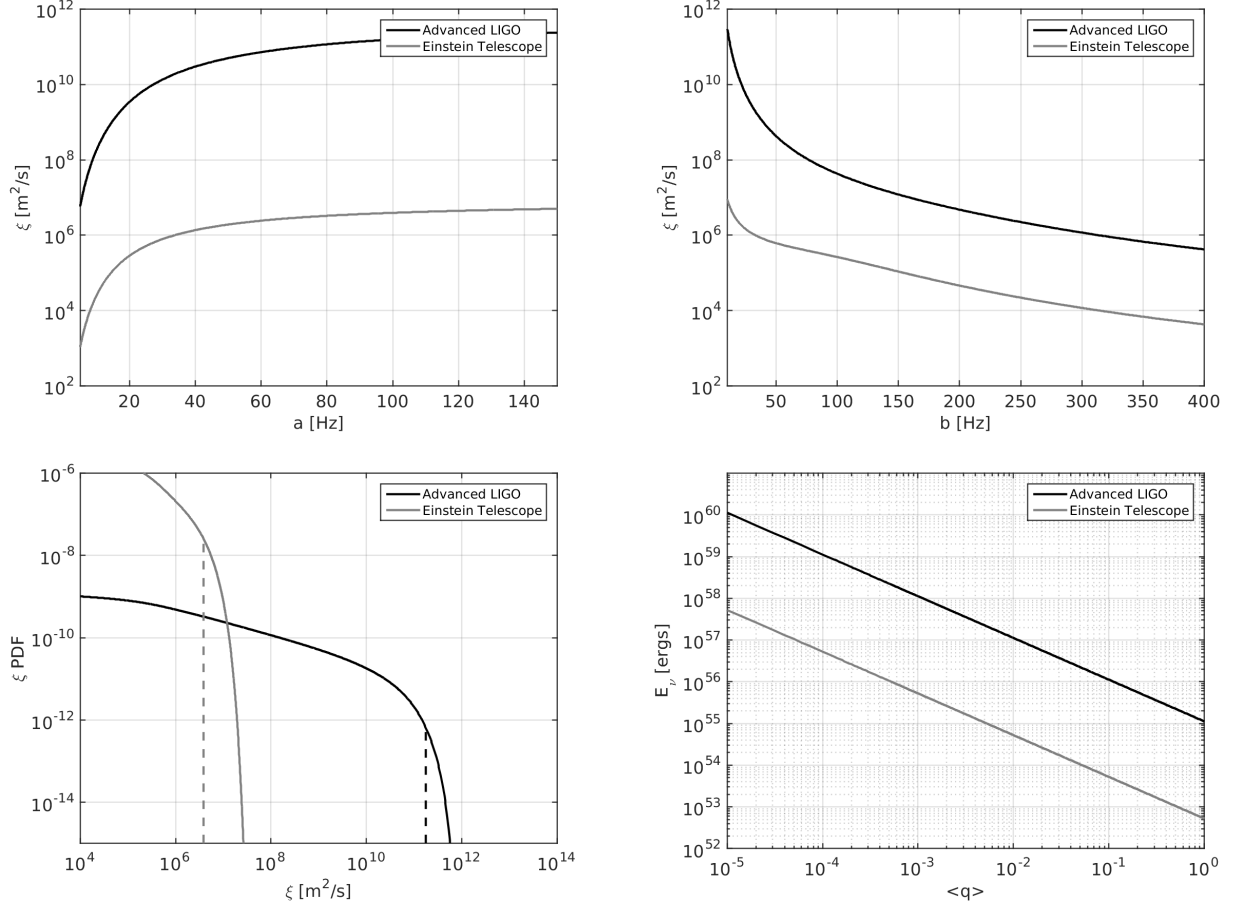 10^12
10^10
10^8
10^6
10^4
10^2
ξ [m^2/s]
20 40 60 80 100 120 140
a [Hz]
Advanced LIGO
Einstein Telescope
10^12
10^10
10^8
10^6
10^4
10^2
ξ [m^2/s]
50 100 150 200 250 300 350 400
b [Hz]
Advanced LIGO
Einstein Telescope
10^-6
10^-8
10^-10
10^-12
10^-14
ξ PDF
10^4 10^6 10^8 10^10 10^12 10^14
ξ [m^2/s]
Advanced LIGO
Einstein Telescope
10^60
10^59
10^58
10^57
10^56
10^55
10^54
10^53
10^52
E_ν [ergs]
10^-5 10^-4 10^-3 10^-2 10^-1 10^0
<q>
Advanced LIGO
Einstein Telescope